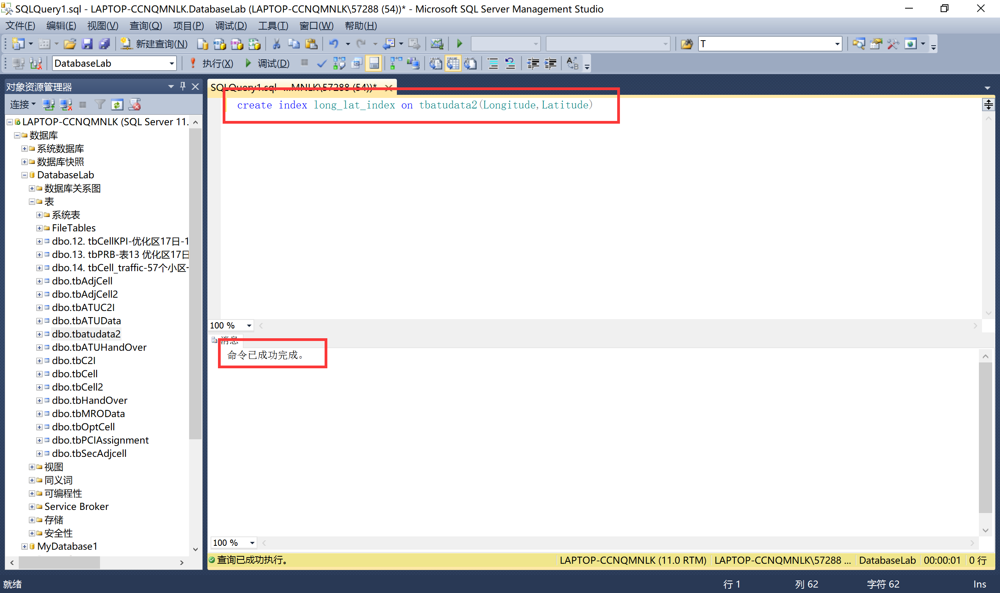 SQLQuery1.sql - LAPTOP-CCNQMNLK.DatabaseLab (LAPTOP-CCNQMNLK\57288 (54))* - Microsoft SQL Server Management Studio
文件(F) 编辑(E) 视图(V) 查询(Q) 项目(P) 调试(D) 工具(T) 窗口(W) 帮助(H)
新建查询(N) T
DatabaseLab 执行(X) 调试(D)
对象资源管理器
连接
LAPTOP-CCNQMNLK (SQL Server 11.
数据库
系统数据库
数据库快照
DatabaseLab
数据库关系图
表
系统表
FileTables
dbo.12. tbCellKPI-优化区17日-1
dbo.13. tbPRB-表13 优化区17日
dbo.14. tbCell_traffic-57个小区-
dbo.tbAdjCell
dbo.tbAdjCell2
dbo.tbATUC2I
dbo.tbATUData
dbo.tbatudata2
dbo.tbATUHandOver
dbo.tbC2I
dbo.tbCell
dbo.tbCell2
dbo.tbHandOver
dbo.tbMROData
dbo.tbOptCell
dbo.tbPCIAssignment
dbo.tbSecAdjcell
视图
同义词
可编程性
Service Broker
存储
安全性
MyDatabase1
SQLQuery1.sql - ...MNLK\57288 (54))*
create index long_lat_index on tbatudata2(Longitude,Latitude)
100 %
消息
命令已成功完成。
100 %
查询已成功执行。 LAPTOP-CCNQMNLK (11.0 RTM) LAPTOP-CCNQMNLK\57288 ... DatabaseLab 00:00:01 0 行
就绪 行 1 列 62 字符 62 Ins